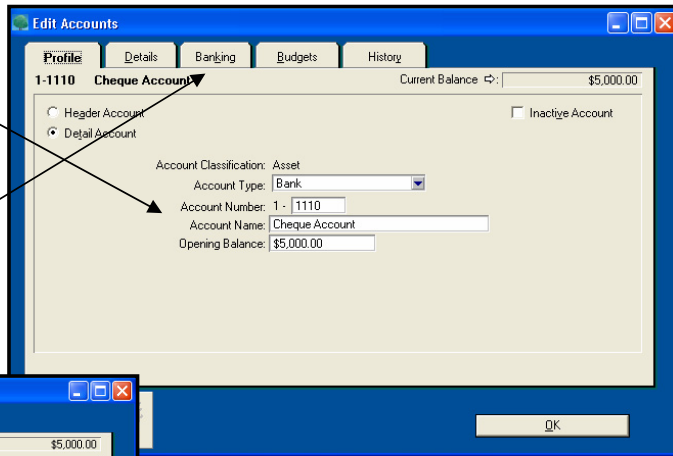 Edit Accounts
Profile Details Banking Budgets History
1-1110 Cheque Account Current Balance ⇨: $5,000.00
Header Account Inactive Account
Detail Account
Account Classification: Asset
Account Type: Bank
Account Number: 1 - 1110
Account Name: Cheque Account
Opening Balance: $5,000.00
OK
$5,000.00